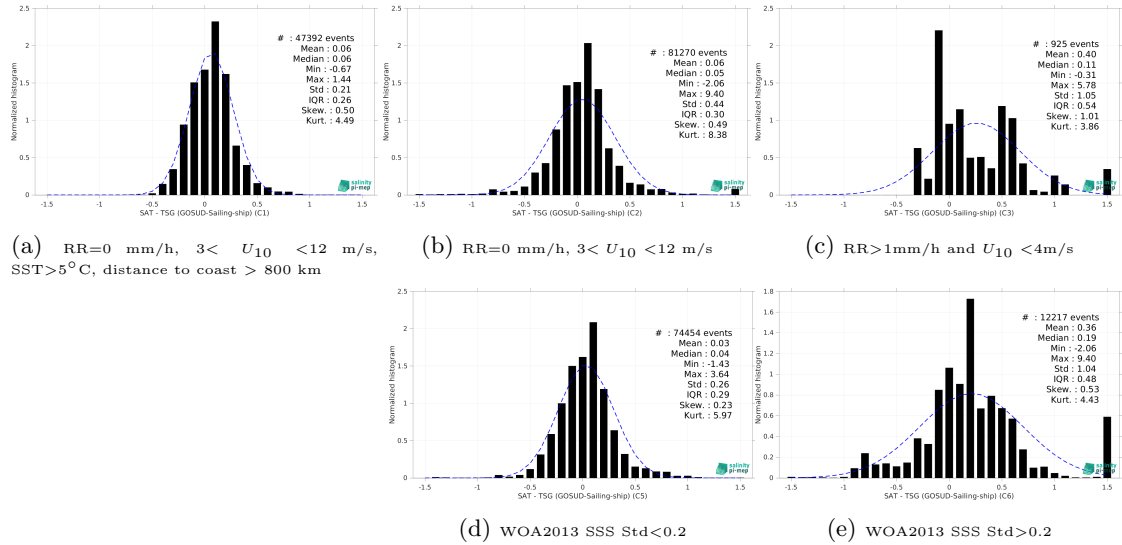 2.5
2
1.5
1
0.5
0
Normalized histogram
# : 47392 events
Mean : 0.06
Median : 0.06
Min : -0.67
Max : 1.44
Std : 0.21
IQR : 0.26
Skew. : 0.50
Kurt. : 4.49
salinity
pi-mep
-1.5 -1 -0.5 0 0.5 1 1.5
SAT - TSG (GOSUD-Sailing-ship) (C1)
(a) RR=0 mm/h, 3< U10 <12 m/s,
SST>5°C, distance to coast > 800 km
2.5
2
1.5
1
0.5
0
Normalized histogram
# : 81270 events
Mean : 0.06
Median : 0.05
Min : -2.06
Max : 9.40
Std : 0.44
IQR : 0.30
Skew. : 0.49
Kurt. : 8.38
salinity
pi-mep
-1.5 -1 -0.5 0 0.5 1 1.5
SAT - TSG (GOSUD-Sailing-ship) (C2)
(b) RR=0 mm/h, 3< U10 <12 m/s
2.5
2
1.5
1
0.5
0
Normalized histogram
# : 925 events
Mean : 0.40
Median : 0.11
Min : -0.31
Max : 5.78
Std : 1.05
IQR : 0.54
Skew. : 1.01
Kurt. : 3.86
salinity
pi-mep
-1.5 -1 -0.5 0 0.5 1 1.5
SAT - TSG (GOSUD-Sailing-ship) (C3)
(c) RR>1mm/h and U10 <4m/s
2.5
2
1.5
1
0.5
0
Normalized histogram
# : 74454 events
Mean : 0.03
Median : 0.04
Min : -1.43
Max : 3.64
Std : 0.26
IQR : 0.29
Skew. : 0.23
Kurt. : 5.97
salinity
pi-mep
-1.5 -1 -0.5 0 0.5 1 1.5
SAT - TSG (GOSUD-Sailing-ship) (C5)
(d) WOA2013 SSS Std<0.2
1.8
1.6
1.4
1.2
1
0.8
0.6
0.4
0.2
0
Normalized histogram
# : 12217 events
Mean : 0.36
Median : 0.19
Min : -2.06
Max : 9.40
Std : 1.04
IQR : 0.48
Skew. : 0.53
Kurt. : 4.43
salinity
pi-mep
-1.5 -1 -0.5 0 0.5 1 1.5
SAT - TSG (GOSUD-Sailing-ship) (C6)
(e) WOA2013 SSS Std>0.2